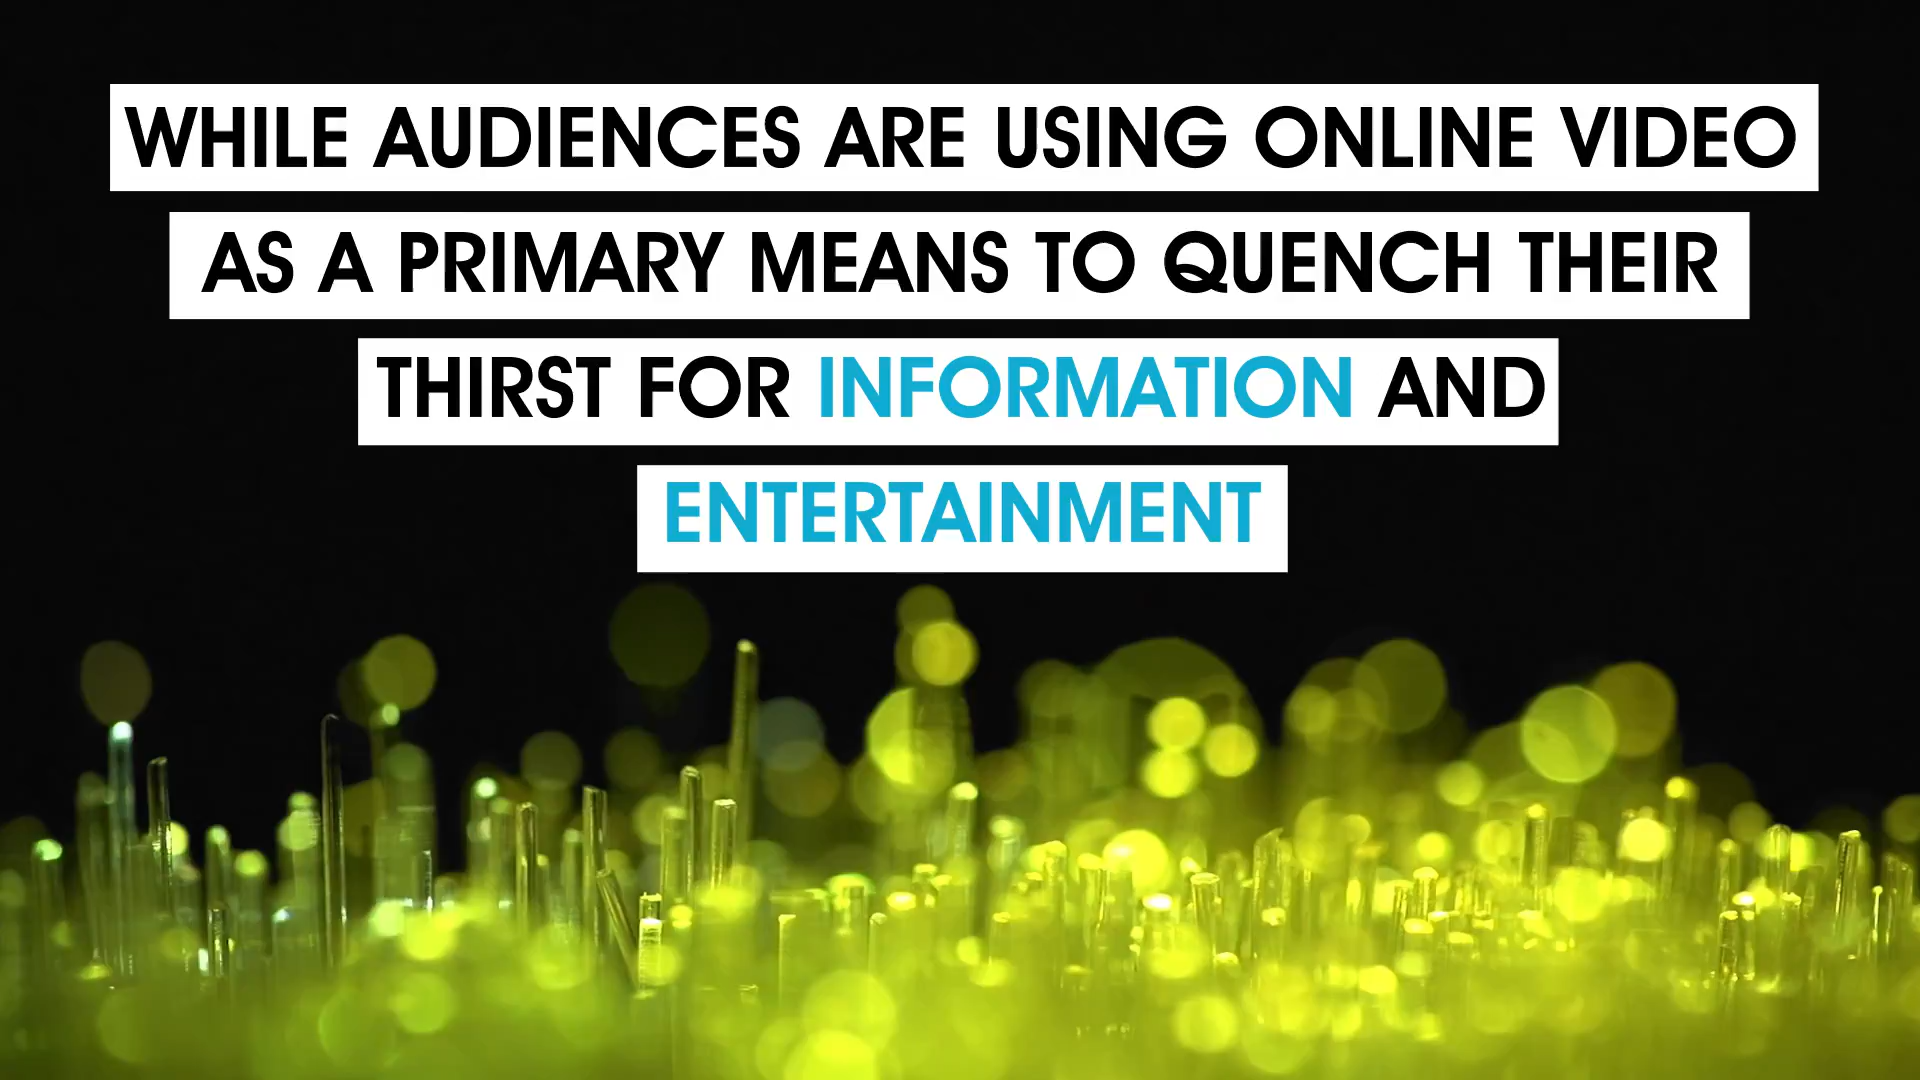 WHILE AUDIENCES ARE USING ONLINE VIDEO
AS A PRIMARY MEANS TO QUENCH THEIR
THIRST FOR INFORMATION AND
ENTERTAINMENT